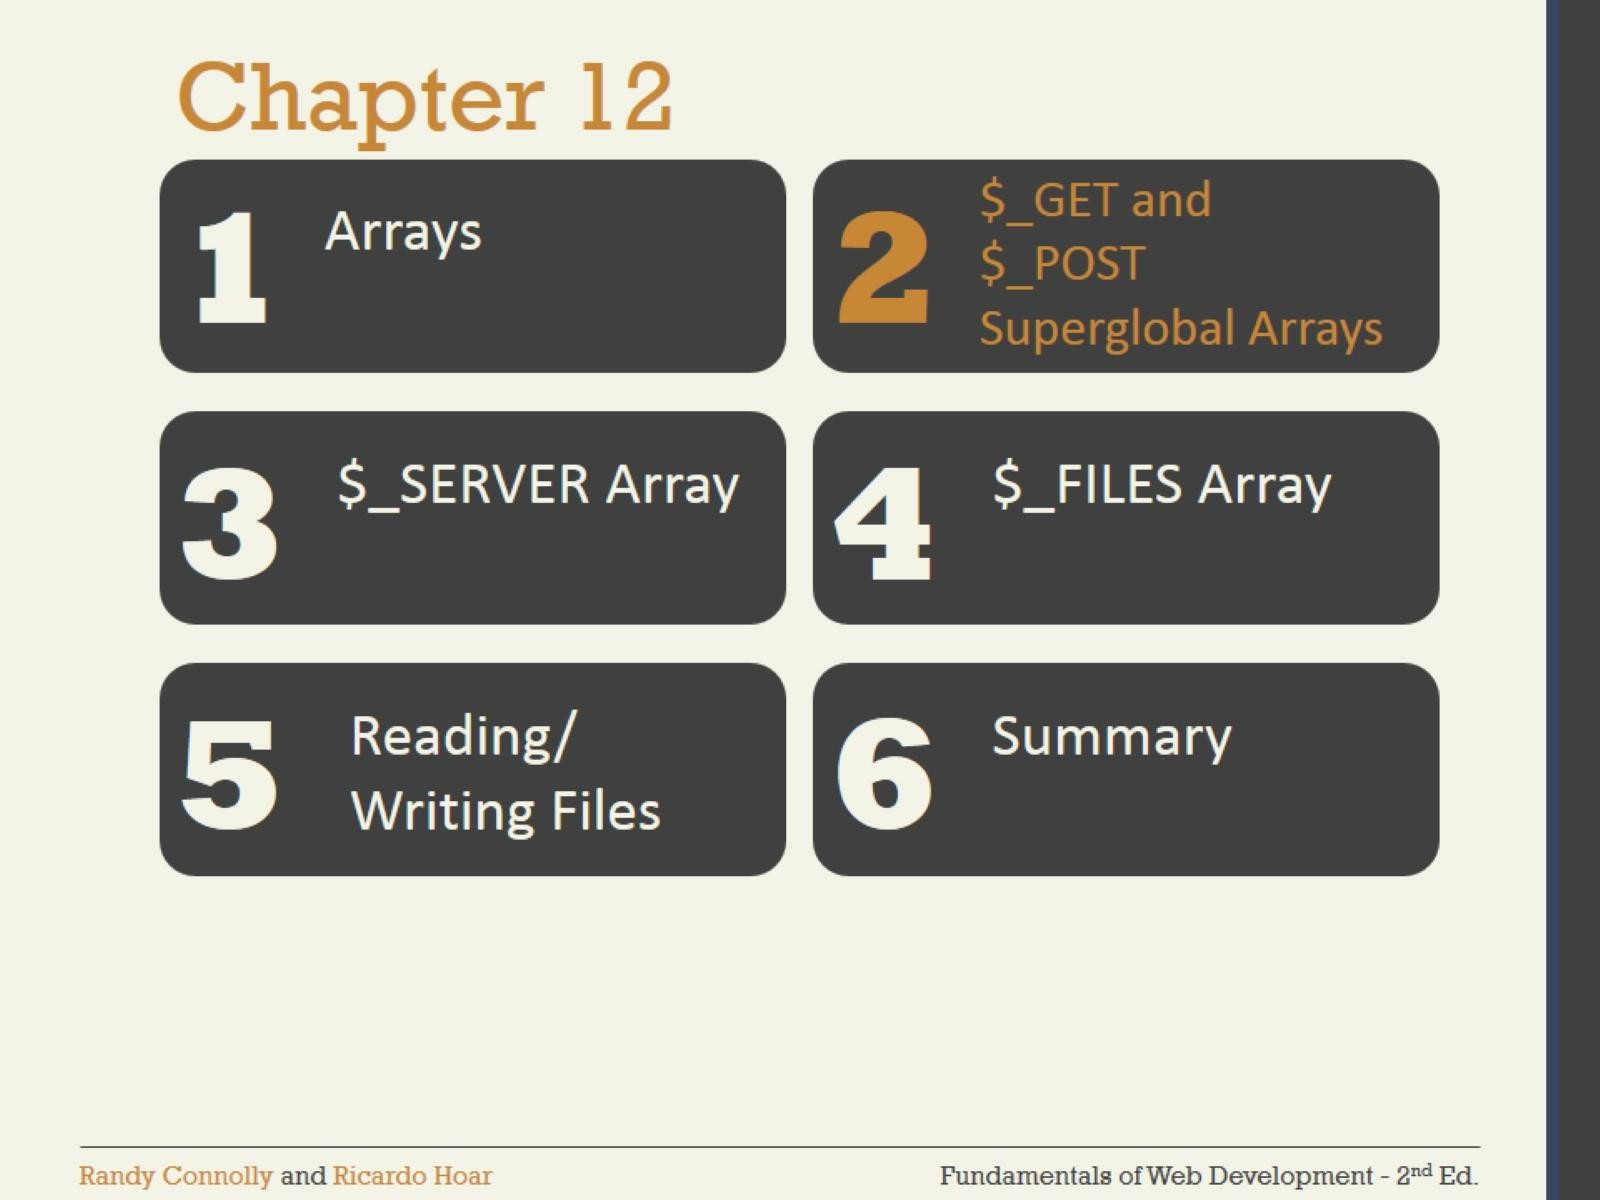 Chapter 12
1
Arrays
2
$_GET and
$_POST
Superglobal Arrays
3
$_SERVER Array
4
$_FILES Array
5
Reading/
Writing Files
6
Summary
Randy Connolly and Ricardo Hoar
Fundamentals of Web Development - 2nd Ed.